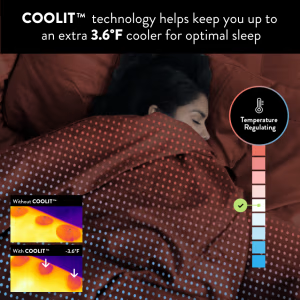 COOLIT™ technology helps keep you up to
an extra 3.6°F cooler for optimal sleep
Temperature
Regulating
Without COOLIT™
With COOLIT™ -3.6°F